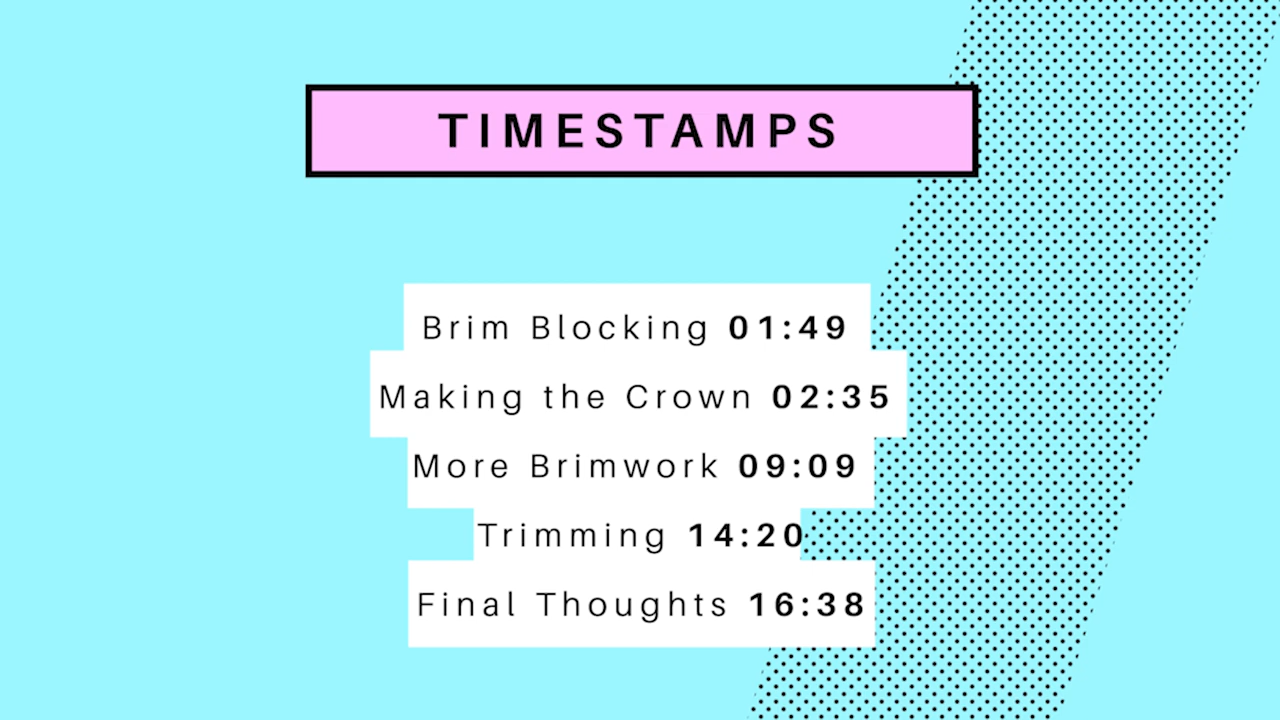 TIMESTAMPS
Brim Blocking 01:49
Making the Crown 02:35
More Brimwork 09:09
Trimming 14:20
Final Thoughts 16:38